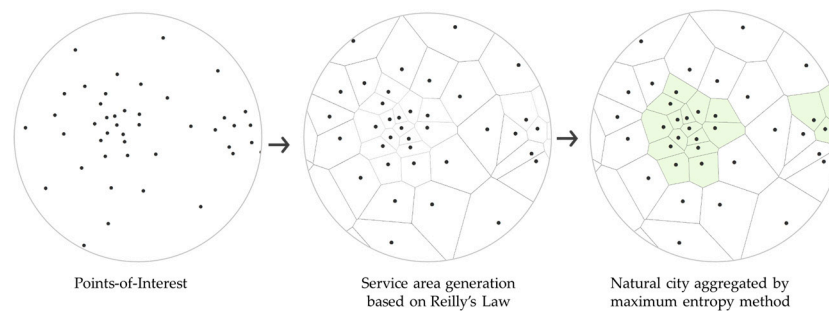 Points-of-Interest
Service area generation
based on Reilly's Law
Natural city aggregated by
maximum entropy method